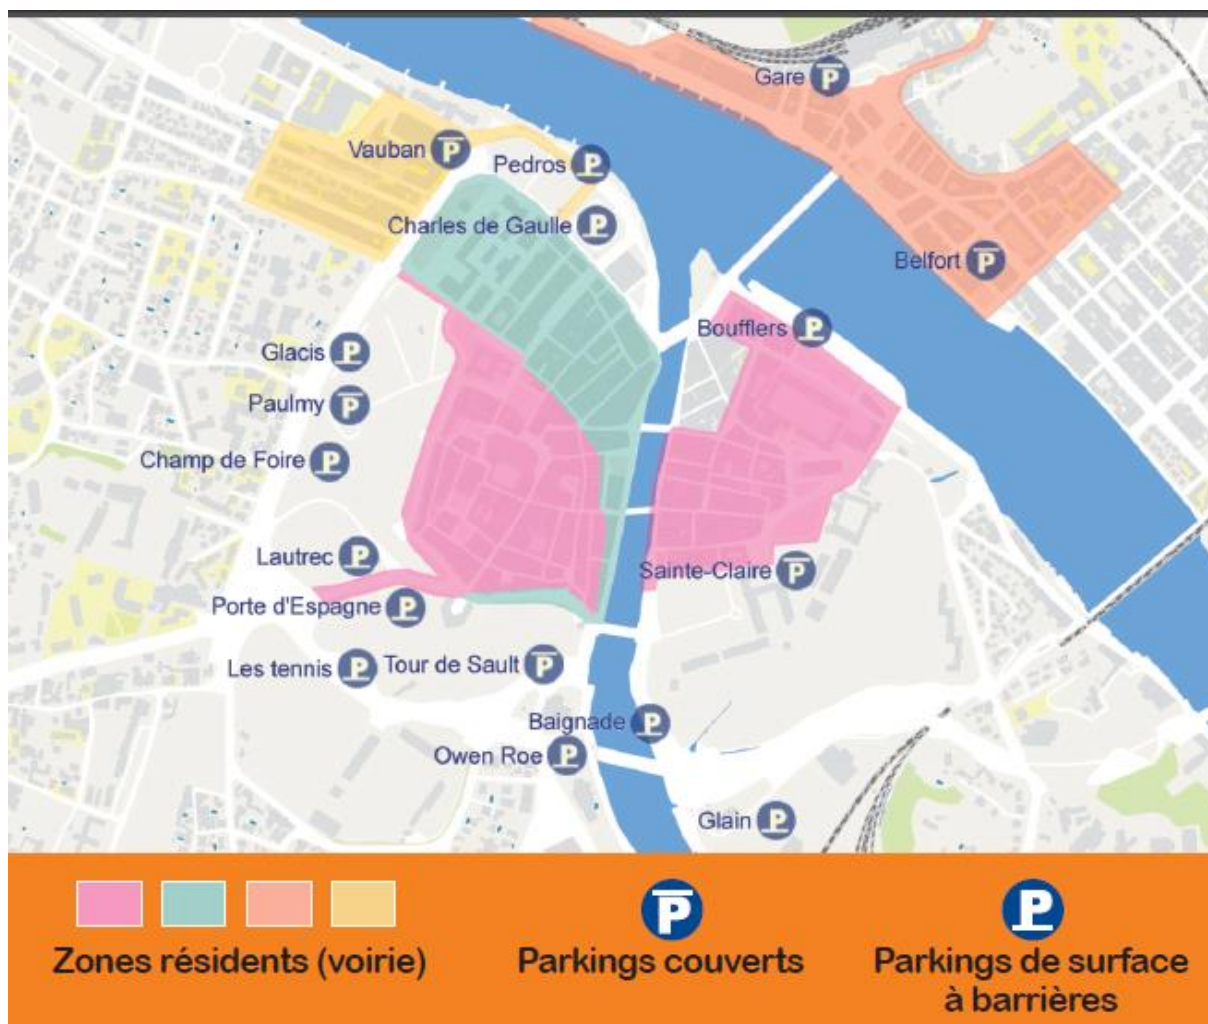 Gare P
Vauban P
Pedros P
Charles de Gaulle P
Belfort P
Boufflers P
Glacis P
Paulmy P
Champ de Foire P
Lautrec P
Sainte-Claire P
Porte d'Espagne P
Les tennis P
Tour de Sault P
Baignade P
Owen Roe P
Glain P
P
P
Zones résidents (voirie)
Parkings couverts
Parkings de surface
à barrières